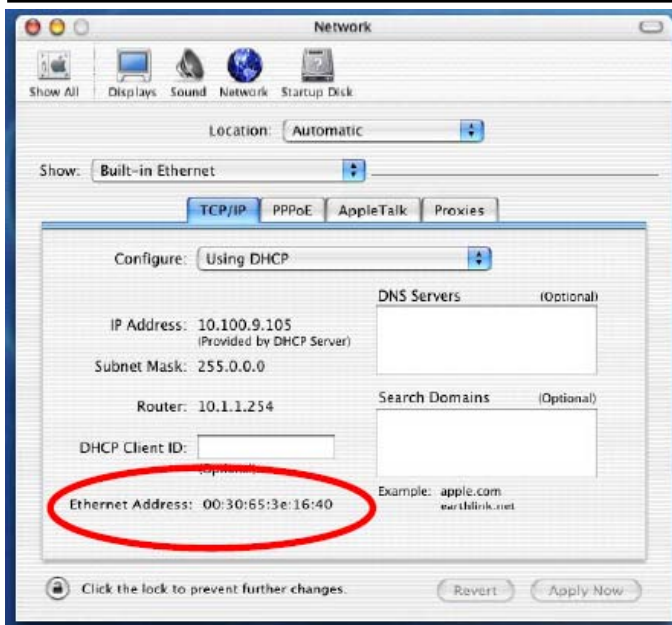 Network
Show All Displays Sound Network Startup Disk
Location: Automatic
Show: Built-in Ethernet
TCP/IP PPPoE AppleTalk Proxies
Configure: Using DHCP
DNS Servers (Optional)
IP Address: 10.100.9.105
(Provided by DHCP Server)
Subnet Mask: 255.0.0.0
Search Domains (Optional)
Router: 10.1.1.254
DHCP Client ID:
(Optional)
Example: apple.com
earthlink.net
Ethernet Address: 00:30:65:3e:16:40
Click the lock to prevent further changes.
Revert Apply Now